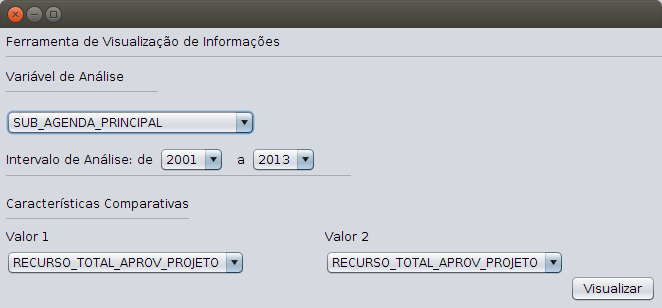 Ferramenta de Visualização de Informações
Variável de Análise
SUB_AGENDA_PRINCIPAL
Intervalo de Análise: de 2001 a 2013
Características Comparativas
Valor 1 Valor 2
RECURSO_TOTAL_APROV_PROJETO RECURSO_TOTAL_APROV_PROJETO
Visualizar